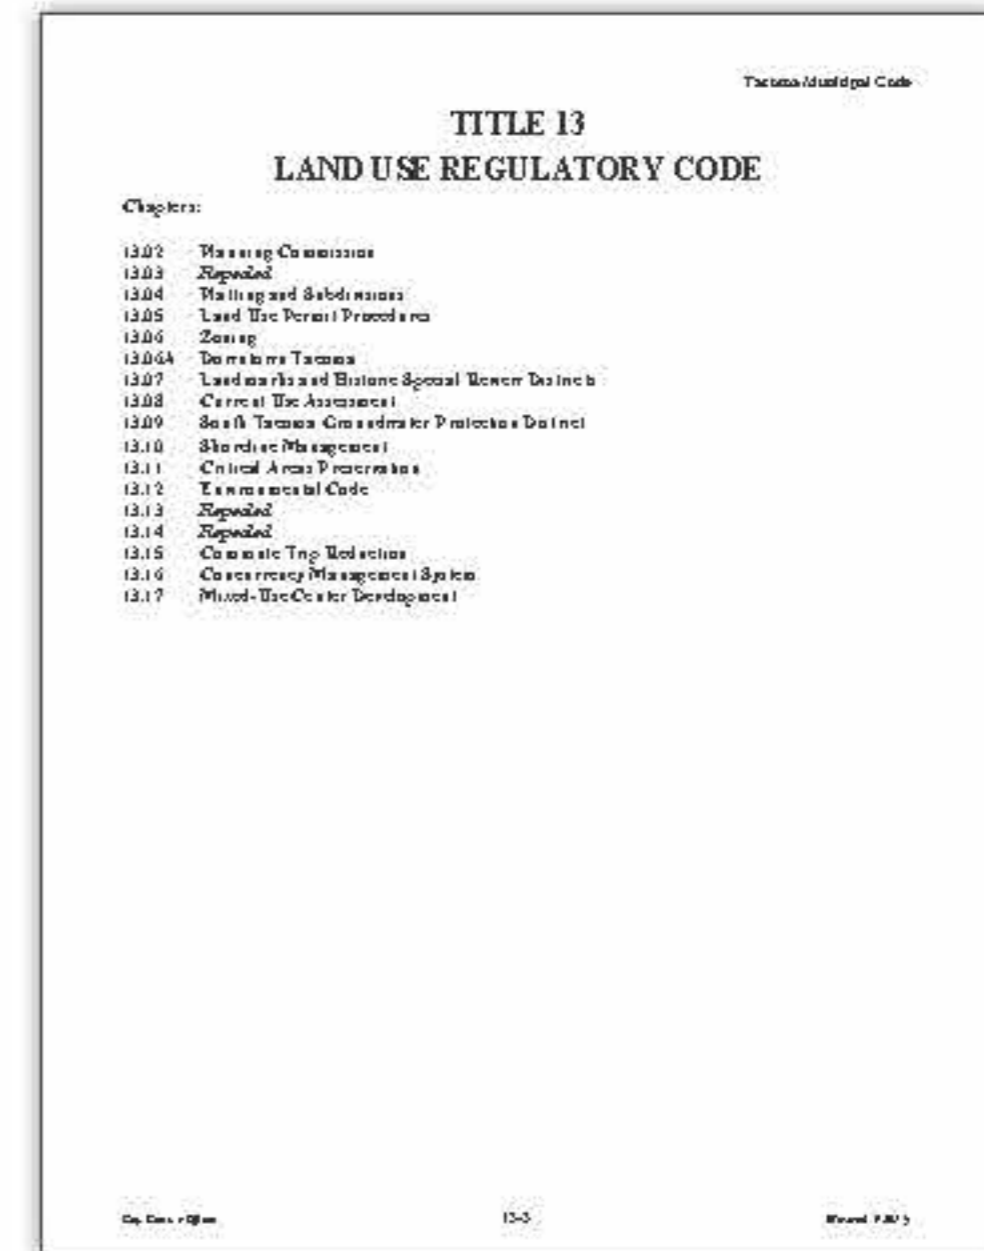 Tacoma Municipal Code
TITLE 13
LAND USE REGULATORY CODE
Chapters:
13.02 Planning Commission
13.03 Repealed
13.04 Platting and Subdivisions
13.05 Land Use Permit Procedures
13.06 Zoning
13.06A Downtown Tacoma
13.07 Landmarks and Historic Special Review Districts
13.08 Current Use Assessment
13.09 South Tacoma Groundwater Protection District
13.10 Shoreline Management
13.11 Critical Areas Preservation
13.12 Environmental Code
13.13 Repealed
13.14 Repealed
13.15 Commute Trip Reduction
13.16 Concurrency Management System
13.17 Mixed-Use Center Development
City Clerk's Office 13-3